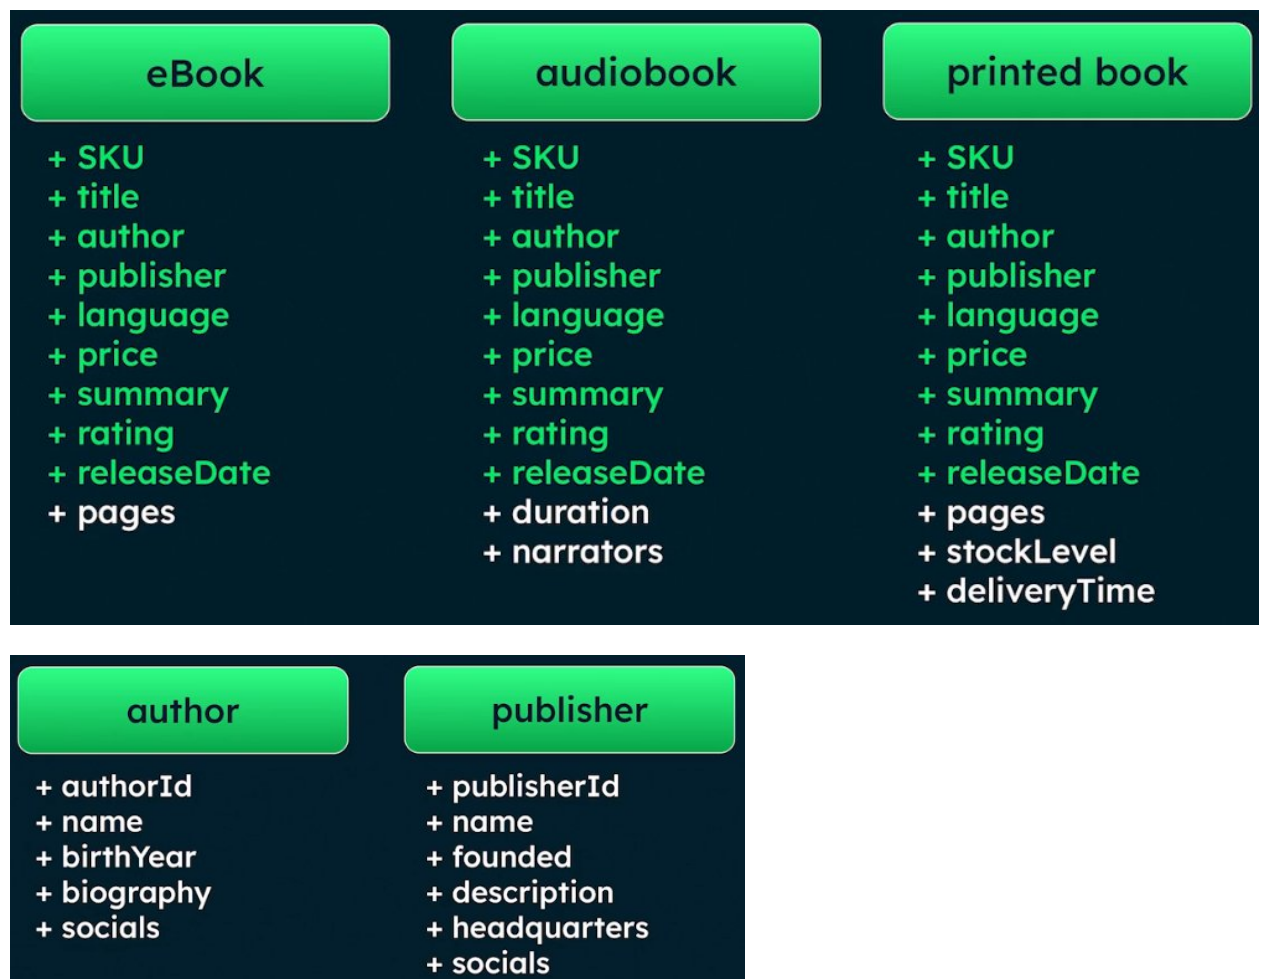 eBook
+ SKU
+ title
+ author
+ publisher
+ language
+ price
+ summary
+ rating
+ releaseDate
+ pages
audiobook
+ SKU
+ title
+ author
+ publisher
+ language
+ price
+ summary
+ rating
+ releaseDate
+ duration
+ narrators
printed book
+ SKU
+ title
+ author
+ publisher
+ language
+ price
+ summary
+ rating
+ releaseDate
+ pages
+ stockLevel
+ deliveryTime
author
+ authorId
+ name
+ birthYear
+ biography
+ socials
publisher
+ publisherId
+ name
+ founded
+ description
+ headquarters
+ socials